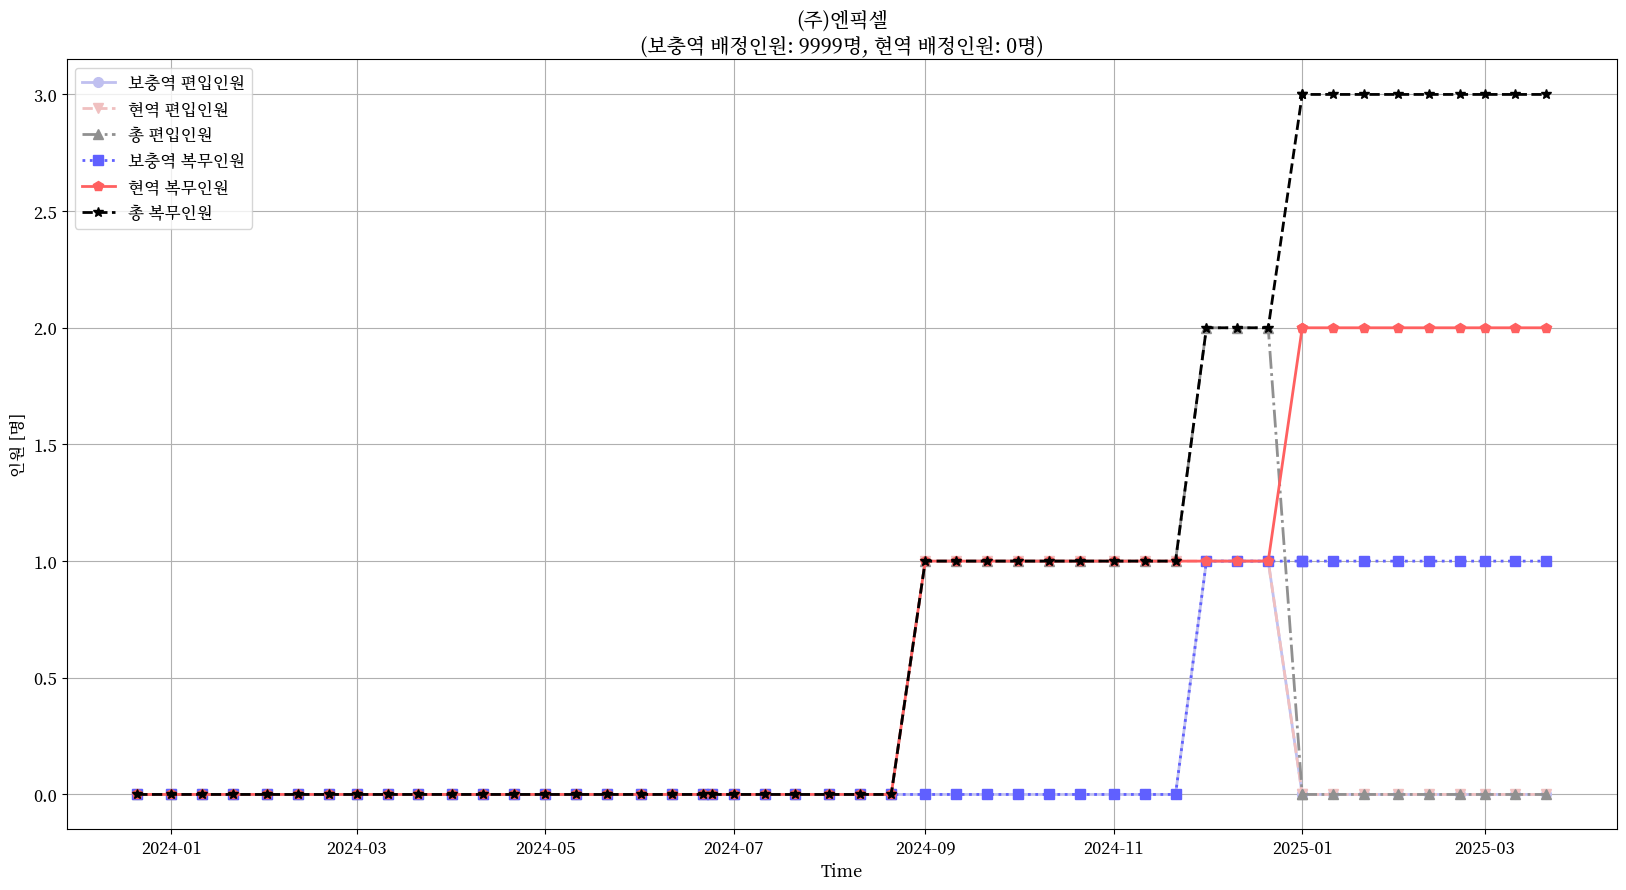 (주)엔픽셀
(보충역 배정인원: 9999명, 현역 배정인원: 0명)
보충역 편입인원
현역 편입인원
총 편입인원
보충역 복무인원
현역 복무인원
총 복무인원
3.0
2.5
2.0
1.5
1.0
0.5
0.0
인원 [명]
2024-01 2024-03 2024-05 2024-07 2024-09 2024-11 2025-01 2025-03
Time